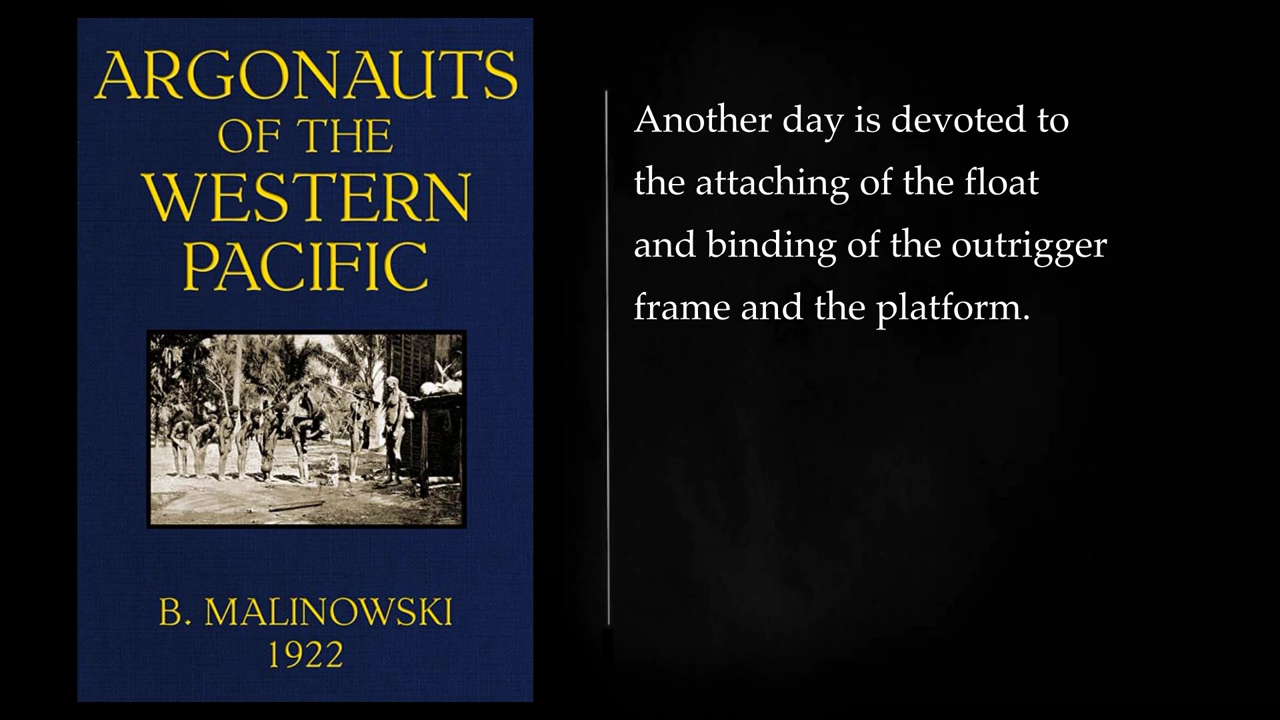 ARGONAUTS
OF THE
WESTERN
PACIFIC
B. MALINOWSKI
1922
Another day is devoted to
the attaching of the float
and binding of the outrigger
frame and the platform.